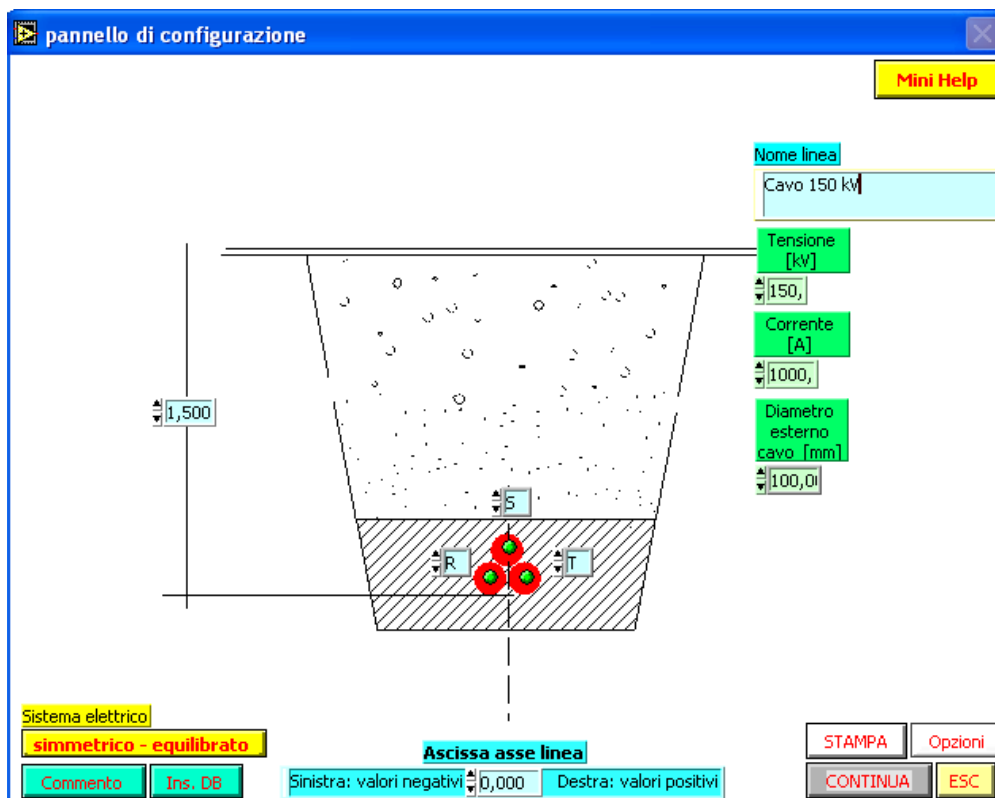 pannello di configurazione
Mini Help
Nome linea
Cavo 150 kV
Tensione
[kV]
150,
Corrente
[A]
1000,
Diametro
esterno
cavo [mm]
100,0
1,500
S
R
T
Sistema elettrico
simmetrico - equilibrato
Commento
Ins. DB
Ascissa asse linea
Sinistra: valori negativi
0,000
Destra: valori positivi
STAMPA
Opzioni
CONTINUA
ESC